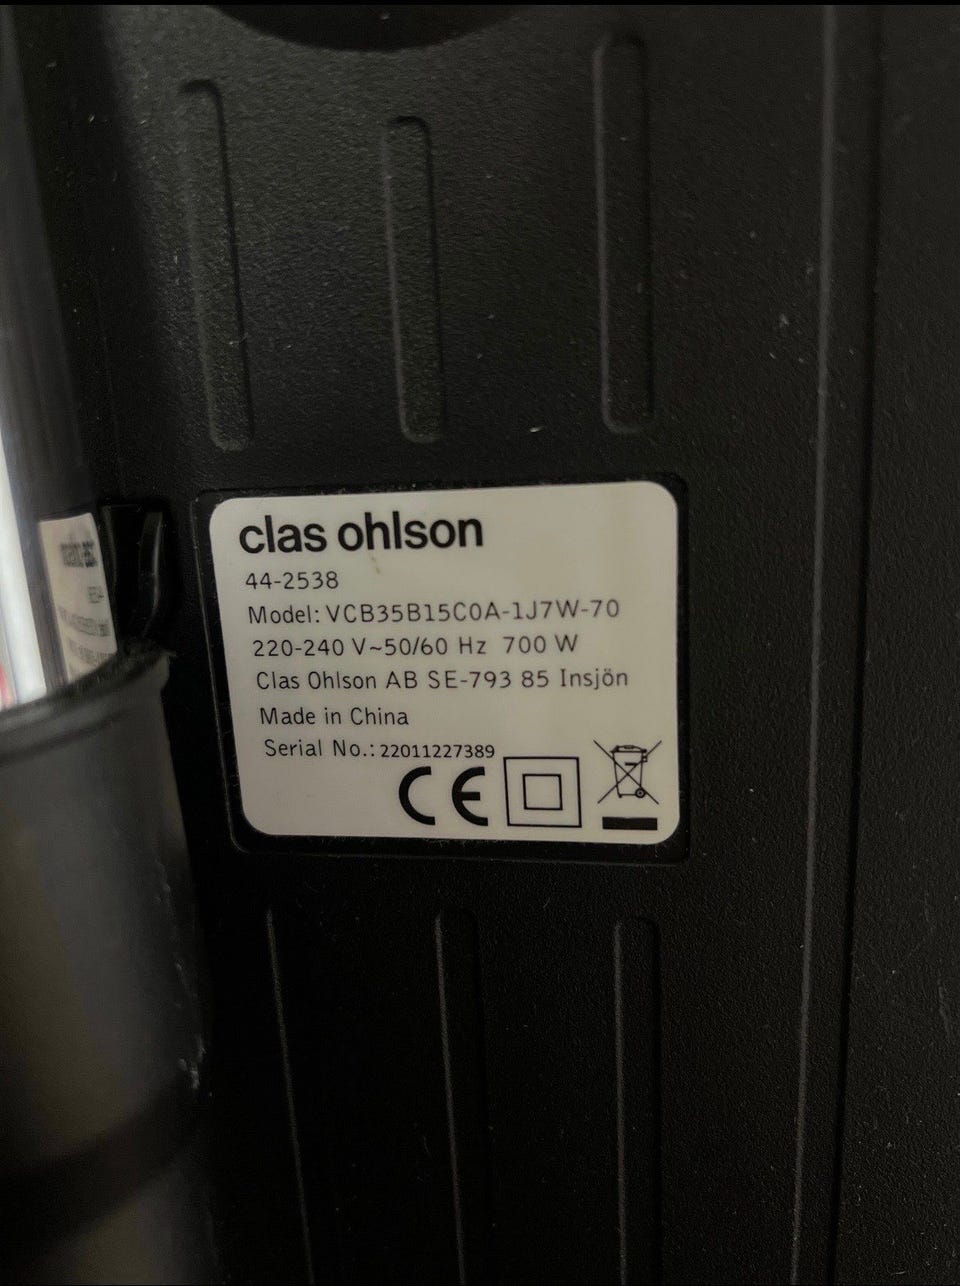 clas ohlson
44-2538
Model: VCB35B15C0A-1J7W-70
220-240 V~50/60 Hz 700 W
Clas Ohlson AB SE-793 85 Insjön
Made in China
Serial No.: 22011227389
CE